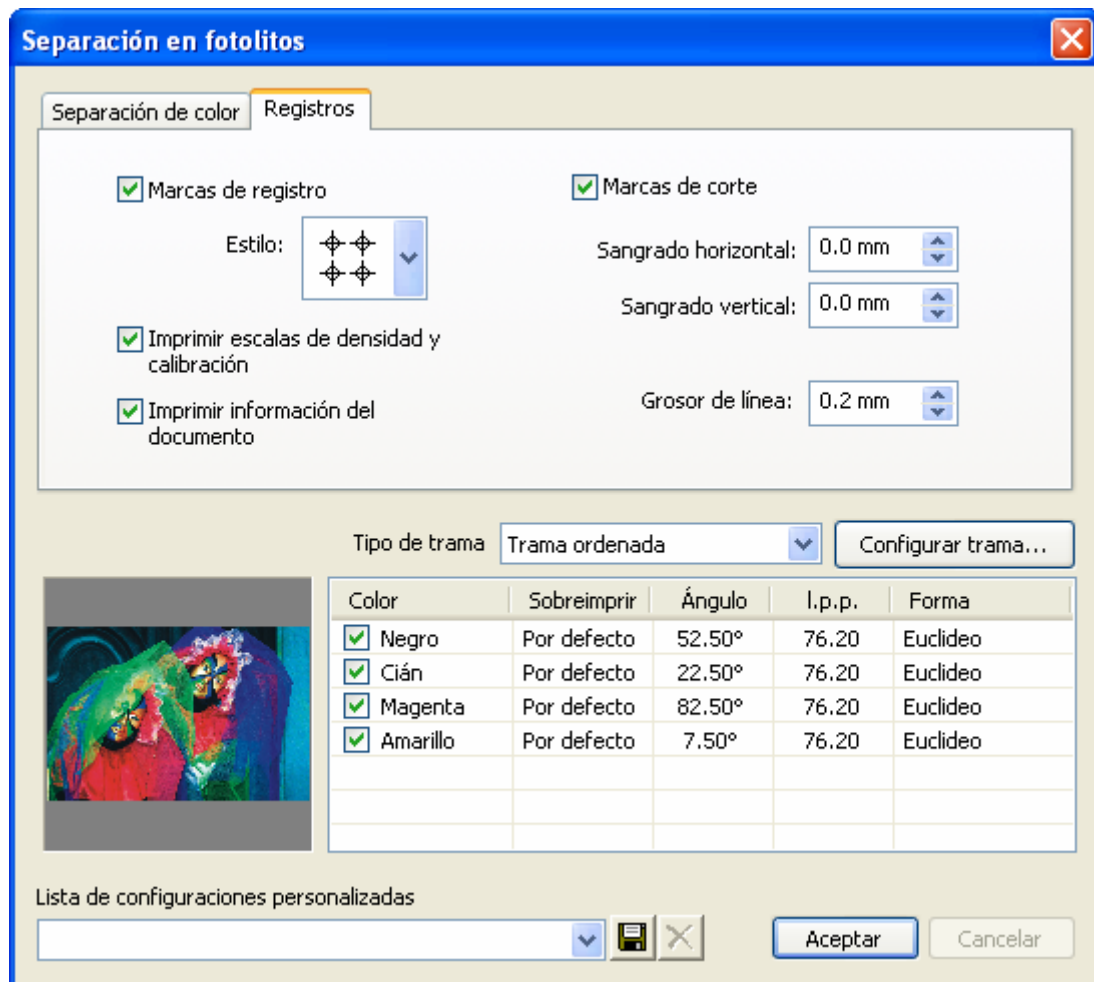 Separación en fotolitos
Separación de color
Registros
Marcas de registro
Estilo:
Imprimir escalas de densidad y
calibración
Imprimir información del
documento
Marcas de corte
Sangrado horizontal: 0.0 mm
Sangrado vertical: 0.0 mm
Grosor de línea: 0.2 mm
Tipo de trama Trama ordenada Configurar trama...
Color Sobreimprir Ángulo l.p.p. Forma
Negro Por defecto 52.50° 76.20 Euclideo
Cián Por defecto 22.50° 76.20 Euclideo
Magenta Por defecto 82.50° 76.20 Euclideo
Amarillo Por defecto 7.50° 76.20 Euclideo
Lista de configuraciones personalizadas
Aceptar Cancelar